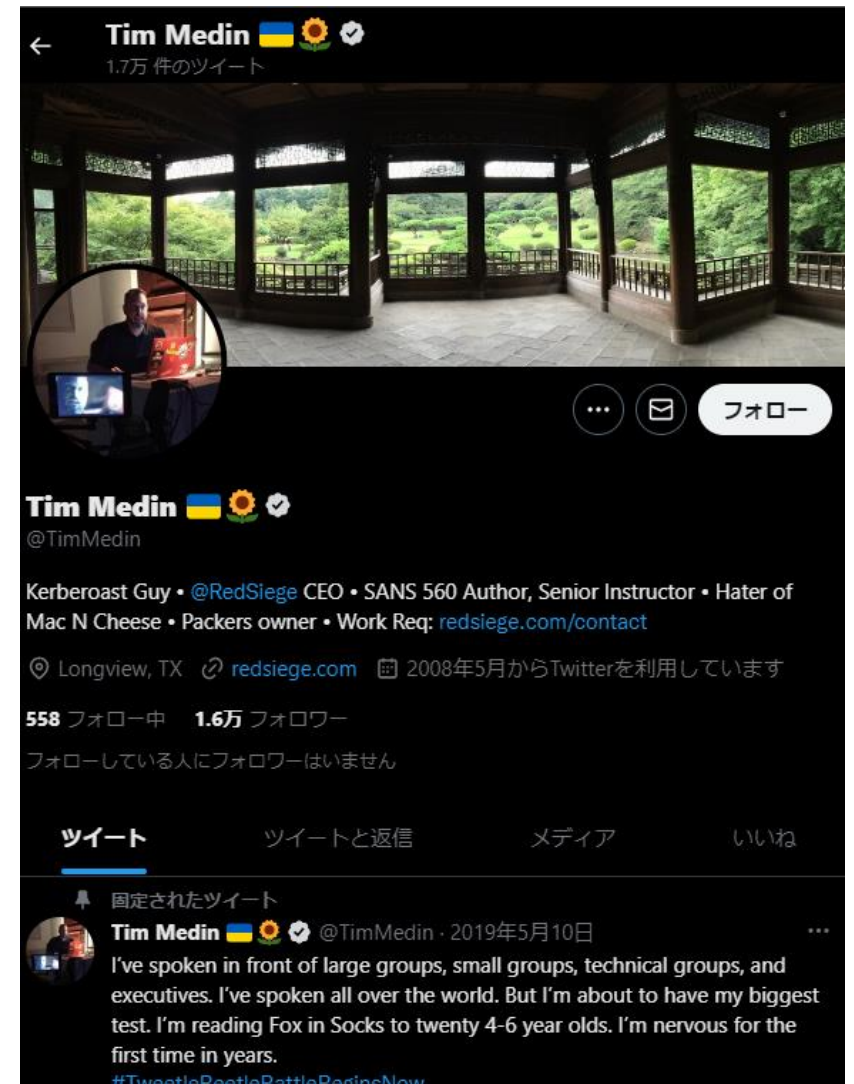 Tim Medin 🇺🇦🌻
1.7万 件のツイート
フォロー
Tim Medin 🇺🇦🌻
@TimMedin
Kerberoast Guy • @RedSiege CEO • SANS 560 Author, Senior Instructor • Hater of
Mac N Cheese • Packers owner • Work Req: redsiege.com/contact
Longview, TX redsiege.com 2008年5月からTwitterを利用しています
558 フォロー中 1.6万 フォロワー
フォローしている人にフォロワーはいません
ツイート ツイートと返信 メディア いいね
固定されたツイート
Tim Medin 🇺🇦🌻 @TimMedin · 2019年5月10日
I've spoken in front of large groups, small groups, technical groups, and
executives. I've spoken all over the world. But I'm about to have my biggest
test. I'm reading Fox in Socks to twenty 4-6 year olds. I'm nervous for the
first time in years.
#TweetleBeetleBattleBeginsNow